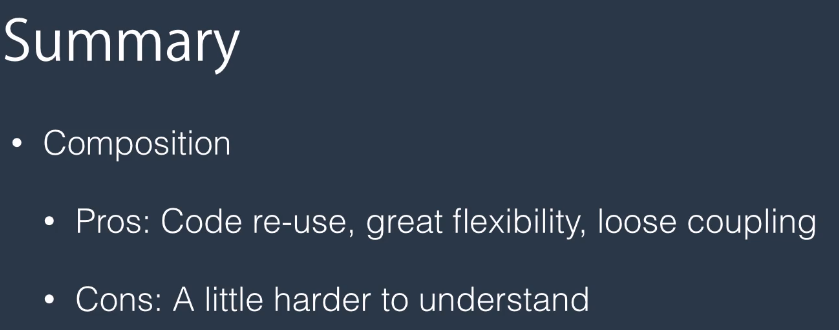 Summary
• Composition
• Pros: Code re-use, great flexibility, loose coupling
• Cons: A little harder to understand